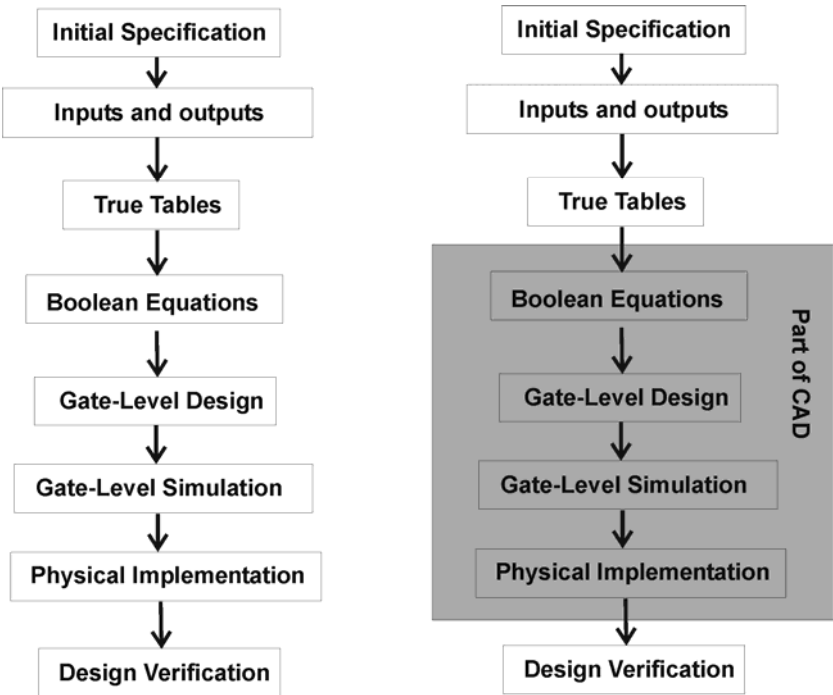 Initial Specification
Inputs and outputs
True Tables
Boolean Equations
Gate-Level Design
Gate-Level Simulation
Physical Implementation
Design Verification
Initial Specification
Inputs and outputs
True Tables
Boolean Equations
Gate-Level Design
Gate-Level Simulation
Physical Implementation
Design Verification
Part of CAD